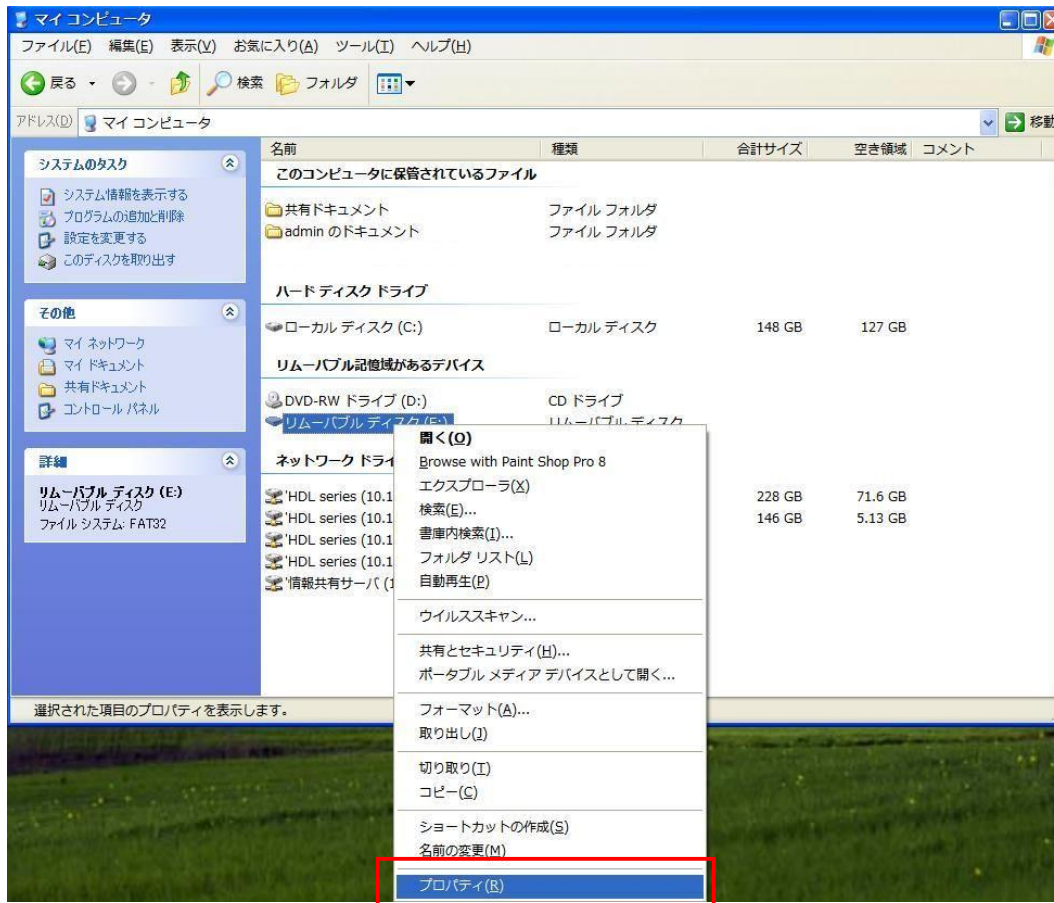 マイ コンピュータ
ファイル(F) 編集(E) 表示(V) お気に入り(A) ツール(T) ヘルプ(H)
戻る 検索 フォルダ
アドレス(D) マイ コンピュータ 移動
システムのタスク
システム情報を表示する
プログラムの追加と削除
設定を変更する
このディスクを取り出す
その他
マイ ネットワーク
マイ ドキュメント
共有ドキュメント
コントロール パネル
詳細
リムーバブル ディスク (E:)
リムーバブル ディスク
ファイル システム: FAT32
名前 種類 合計サイズ 空き領域 コメント
このコンピュータに保管されているファイル
共有ドキュメント ファイル フォルダ
admin のドキュメント ファイル フォルダ
ハード ディスク ドライブ
ローカル ディスク (C:) ローカル ディスク 148 GB 127 GB
リムーバブル記憶域があるデバイス
DVD-RW ドライブ (D:) CD ドライブ
リムーバブル ディスク (E:) リムーバブル ディスク
ネットワーク ドライ
'HDL series (10.1 228 GB 71.6 GB
'HDL series (10.1 146 GB 5.13 GB
'HDL series (10.1
'HDL series (10.1
'情報共有サーバ (1
開く(O)
Browse with Paint Shop Pro 8
エクスプローラ(X)
検索(E)...
書庫内検索(I)...
フォルダ リスト(L)
自動再生(P)
ウイルススキャン...
共有とセキュリティ(H)...
ポータブル メディア デバイスとして開く...
フォーマット(A)...
取り出し(J)
切り取り(T)
コピー(C)
ショートカットの作成(S)
名前の変更(M)
プロパティ(R)
選択された項目のプロパティを表示します。